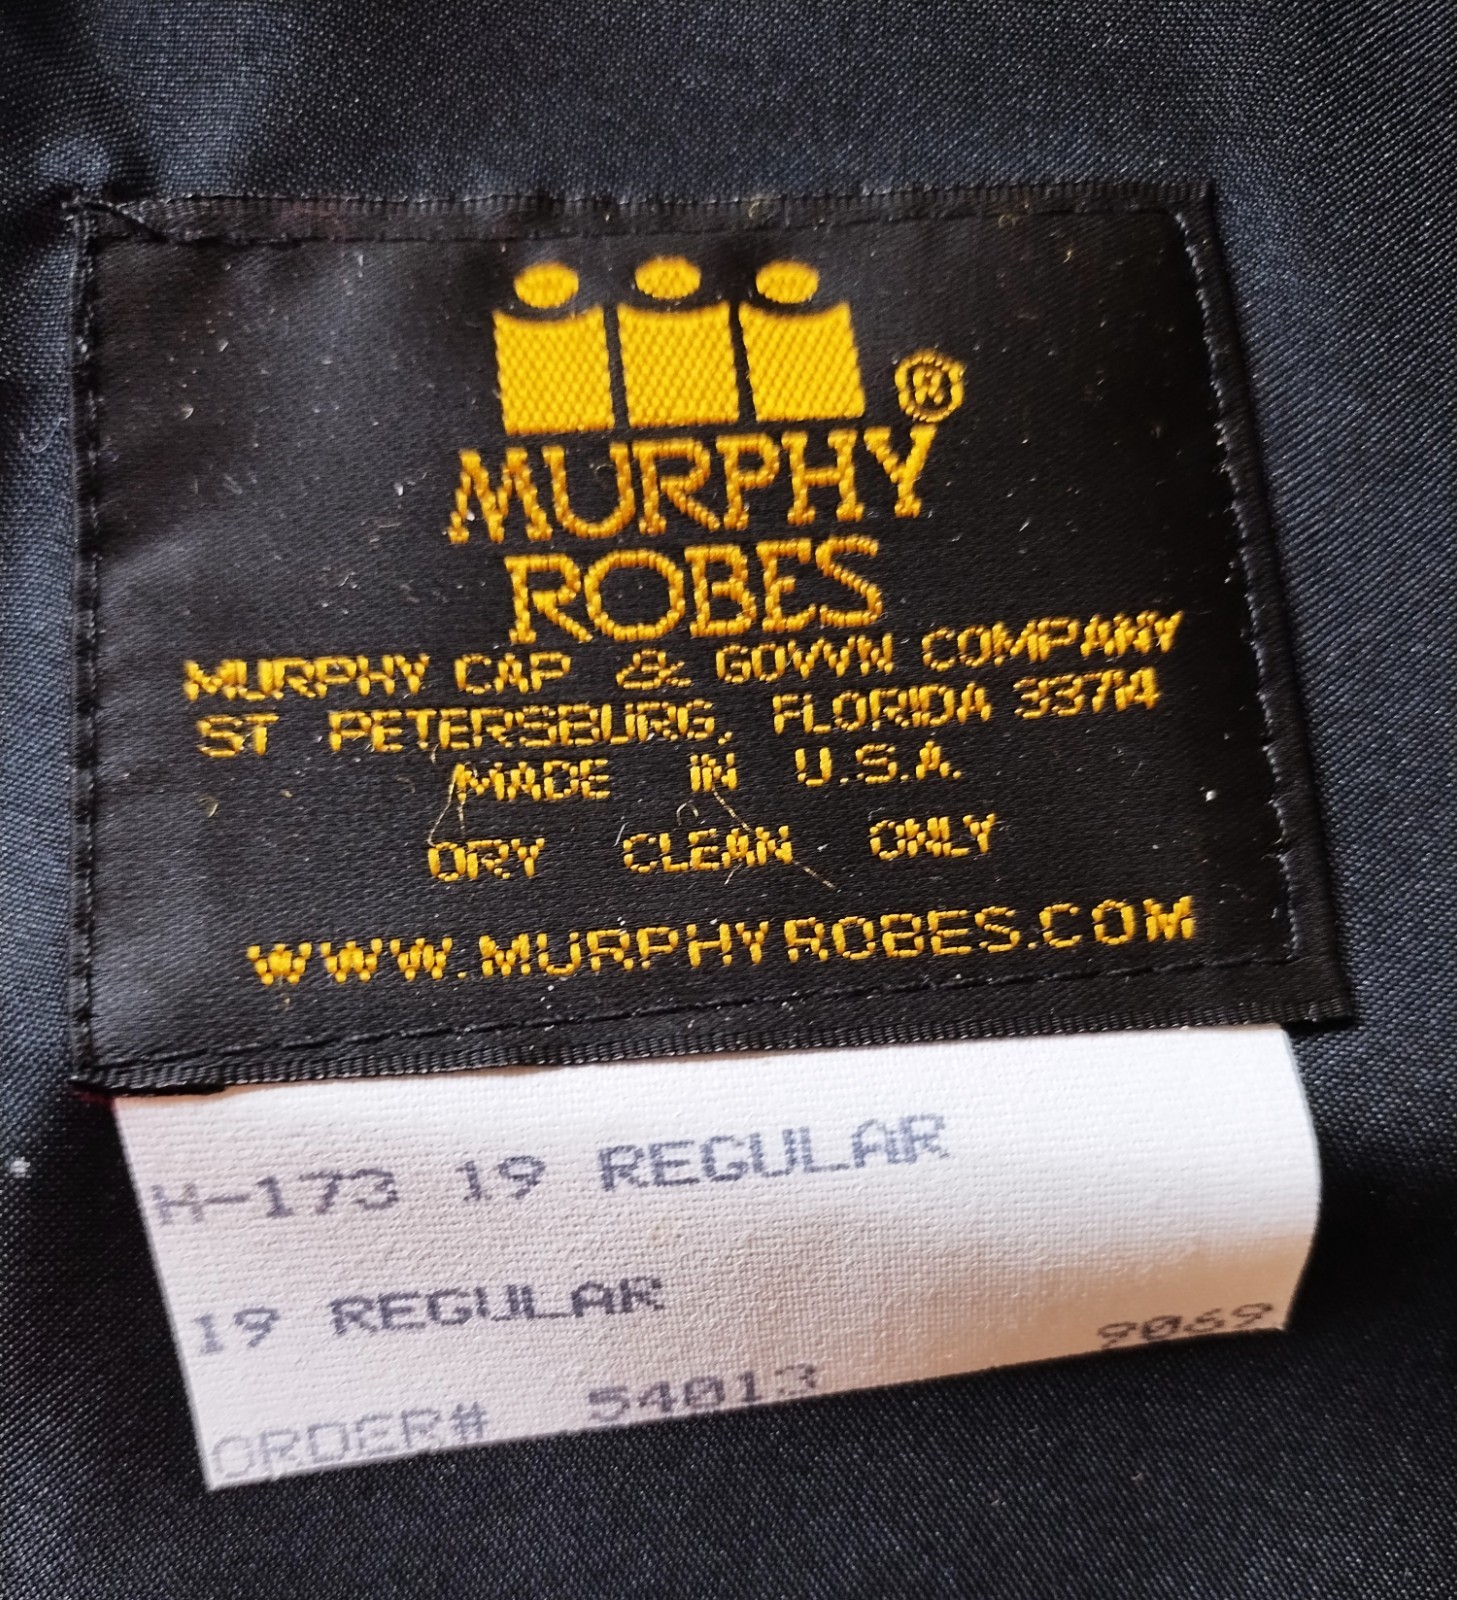 ®
MURPHY
ROBES
MURPHY CAP & GOWN COMPANY
ST PETERSBURG, FLORIDA 33714
MADE IN U.S.A.
DRY CLEAN ONLY
WWW.MURPHYROBES.COM
H-173 19 REGULAR
19 REGULAR
9069
ORDER# 54013